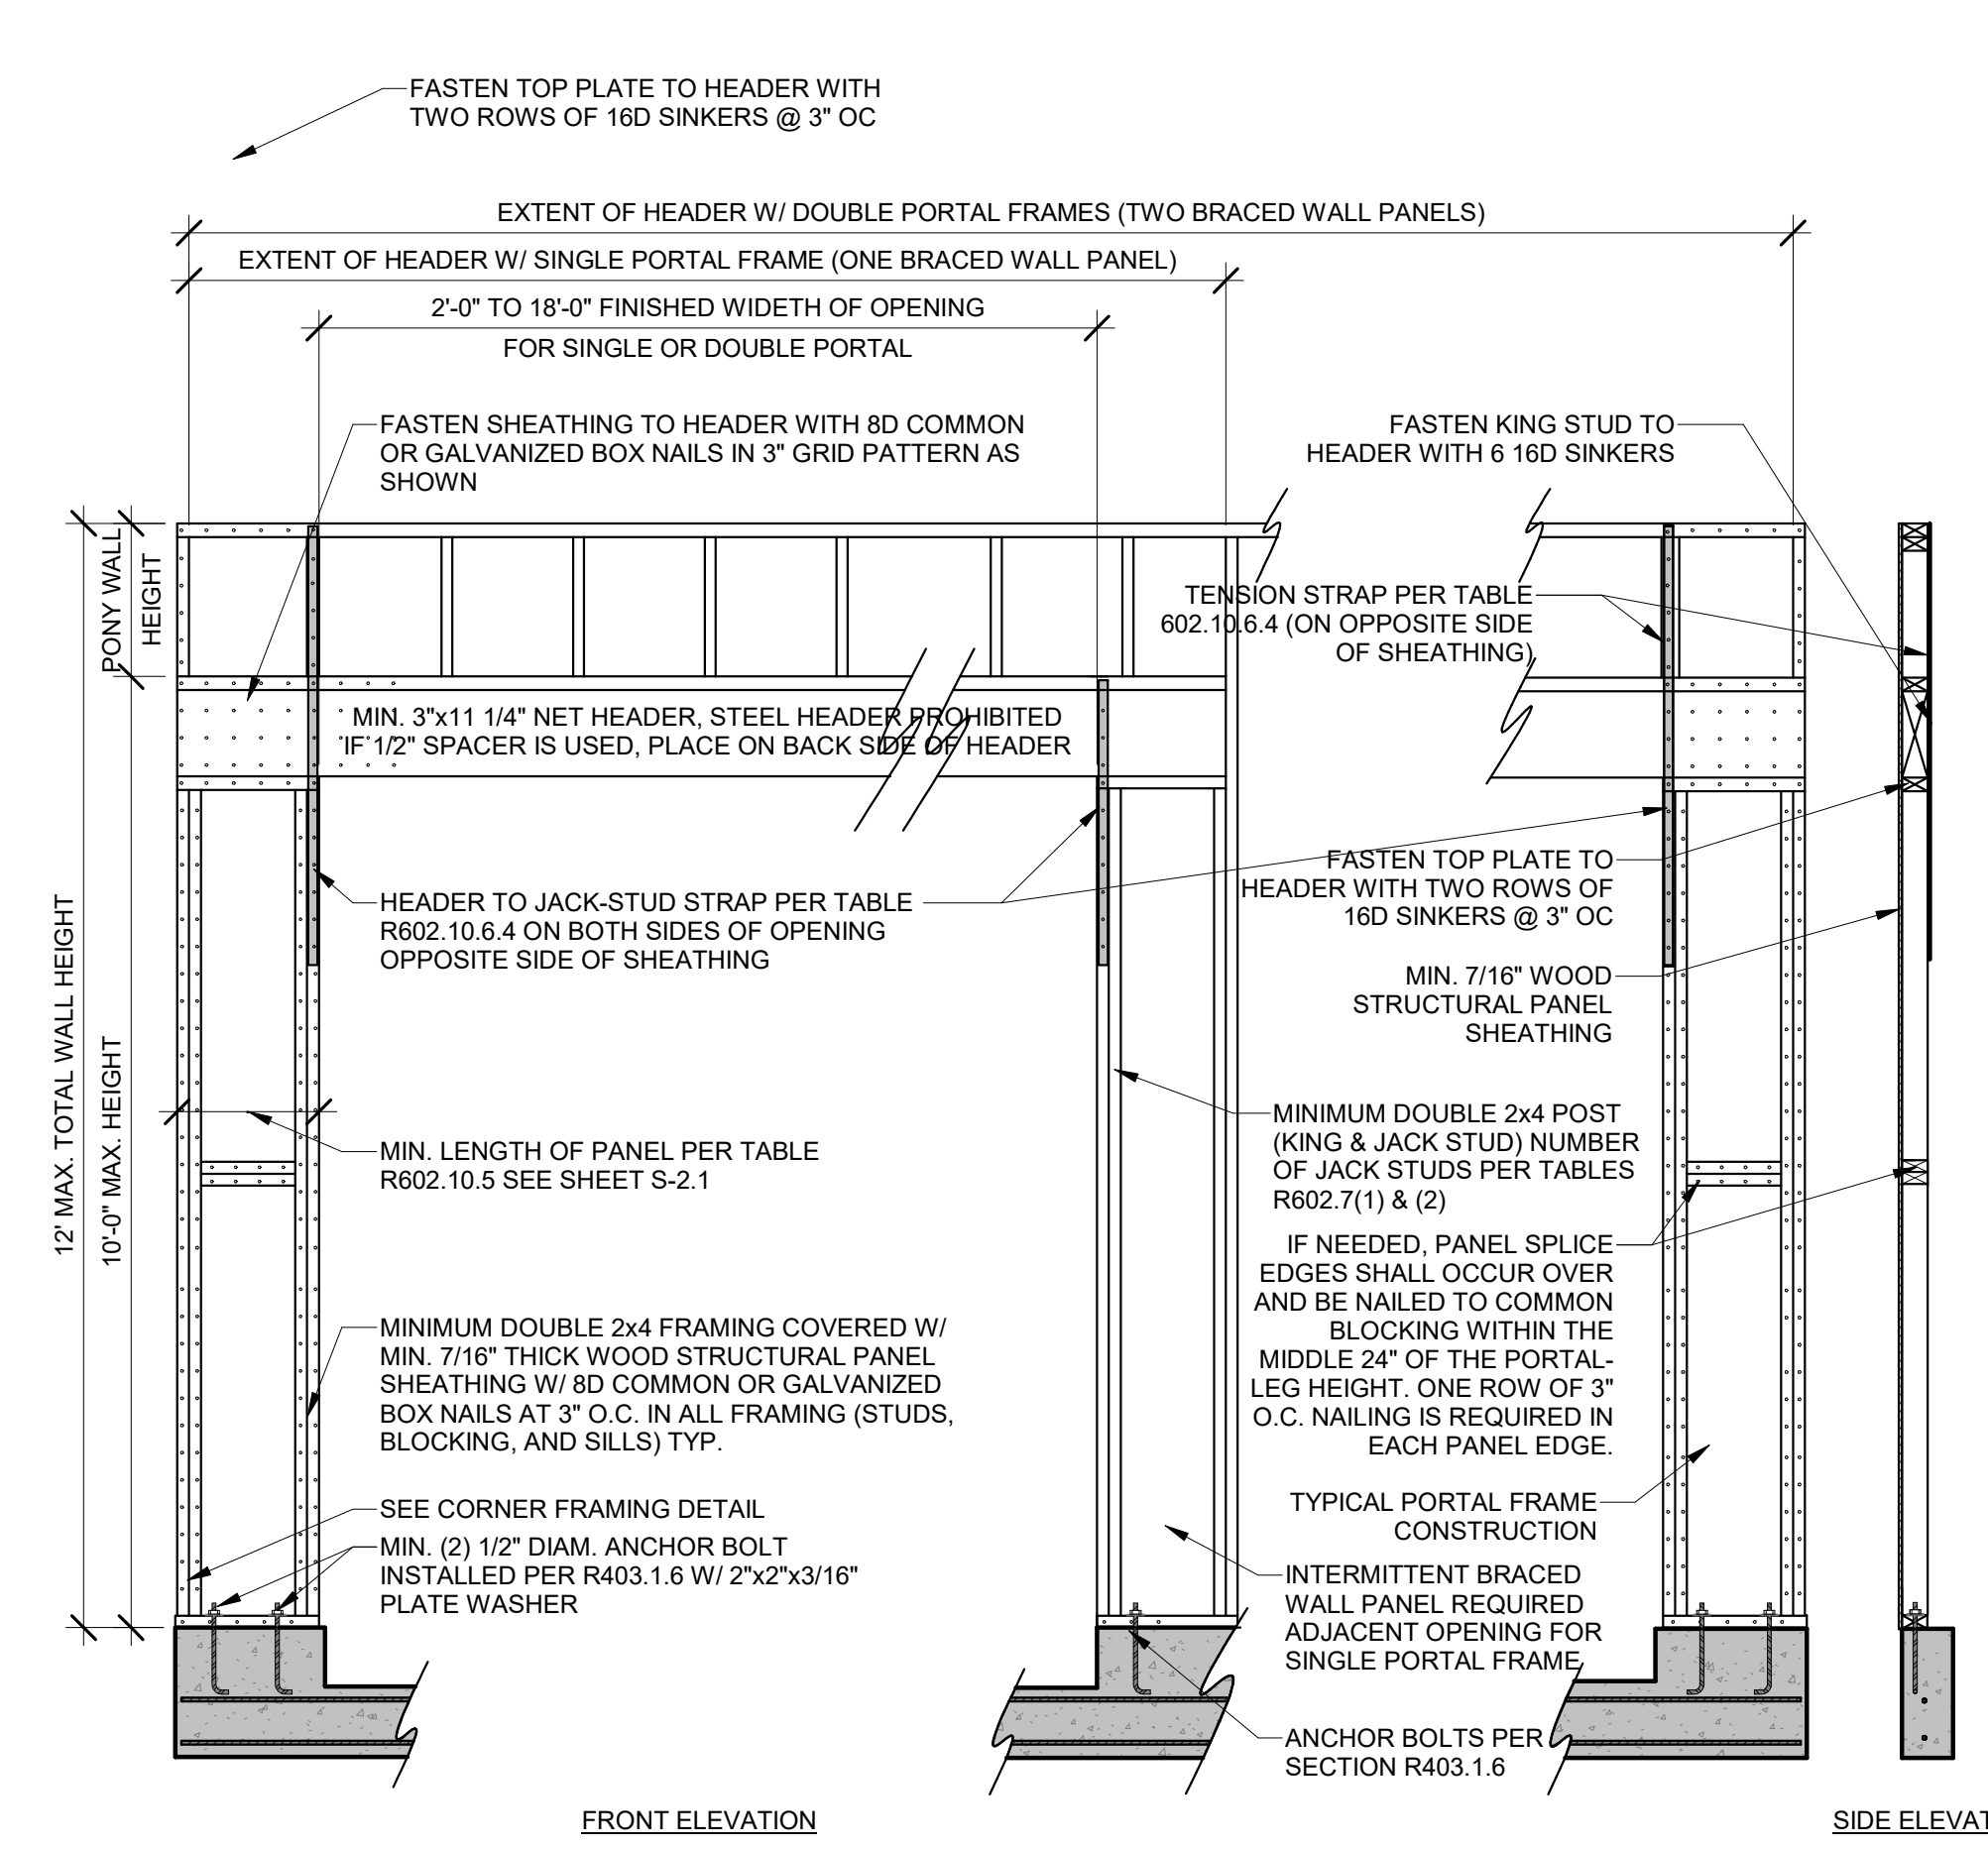 FASTEN TOP PLATE TO HEADER WITH
TWO ROWS OF 16D SINKERS @ 3" OC
EXTENT OF HEADER W/ DOUBLE PORTAL FRAMES (TWO BRACED WALL PANELS)
EXTENT OF HEADER W/ SINGLE PORTAL FRAME (ONE BRACED WALL PANEL)
2'-0" TO 18'-0" FINISHED WIDETH OF OPENING
FOR SINGLE OR DOUBLE PORTAL
FASTEN SHEATHING TO HEADER WITH 8D COMMON
OR GALVANIZED BOX NAILS IN 3" GRID PATTERN AS
SHOWN
FASTEN KING STUD TO
HEADER WITH 6 16D SINKERS
PONY WALL
HEIGHT
TENSION STRAP PER TABLE
602.10.6.4 (ON OPPOSITE SIDE
OF SHEATHING)
MIN. 3"x11 1/4" NET HEADER, STEEL HEADER PROHIBITED
IF 1/2" SPACER IS USED, PLACE ON BACK SIDE OF HEADER
12' MAX. TOTAL WALL HEIGHT
10'-0" MAX. HEIGHT
HEADER TO JACK-STUD STRAP PER TABLE
R602.10.6.4 ON BOTH SIDES OF OPENING
OPPOSITE SIDE OF SHEATHING
FASTEN TOP PLATE TO
HEADER WITH TWO ROWS OF
16D SINKERS @ 3" OC
MIN. 7/16" WOOD
STRUCTURAL PANEL
SHEATHING
MIN. LENGTH OF PANEL PER TABLE
R602.10.5 SEE SHEET S-2.1
MINIMUM DOUBLE 2x4 POST
(KING & JACK STUD) NUMBER
OF JACK STUDS PER TABLES
R602.7(1) & (2)
IF NEEDED, PANEL SPLICE
EDGES SHALL OCCUR OVER
AND BE NAILED TO COMMON
BLOCKING WITHIN THE
MIDDLE 24" OF THE PORTAL-
LEG HEIGHT. ONE ROW OF 3"
O.C. NAILING IS REQUIRED IN
EACH PANEL EDGE.
MINIMUM DOUBLE 2x4 FRAMING COVERED W/
MIN. 7/16" THICK WOOD STRUCTURAL PANEL
SHEATHING W/ 8D COMMON OR GALVANIZED
BOX NAILS AT 3" O.C. IN ALL FRAMING (STUDS,
BLOCKING, AND SILLS) TYP.
SEE CORNER FRAMING DETAIL
MIN. (2) 1/2" DIAM. ANCHOR BOLT
INSTALLED PER R403.1.6 W/ 2"x2"x3/16"
PLATE WASHER
TYPICAL PORTAL FRAME
CONSTRUCTION
INTERMITTENT BRACED
WALL PANEL REQUIRED
ADJACENT OPENING FOR
SINGLE PORTAL FRAME
ANCHOR BOLTS PER
SECTION R403.1.6
FRONT ELEVATION
SIDE ELEVAT